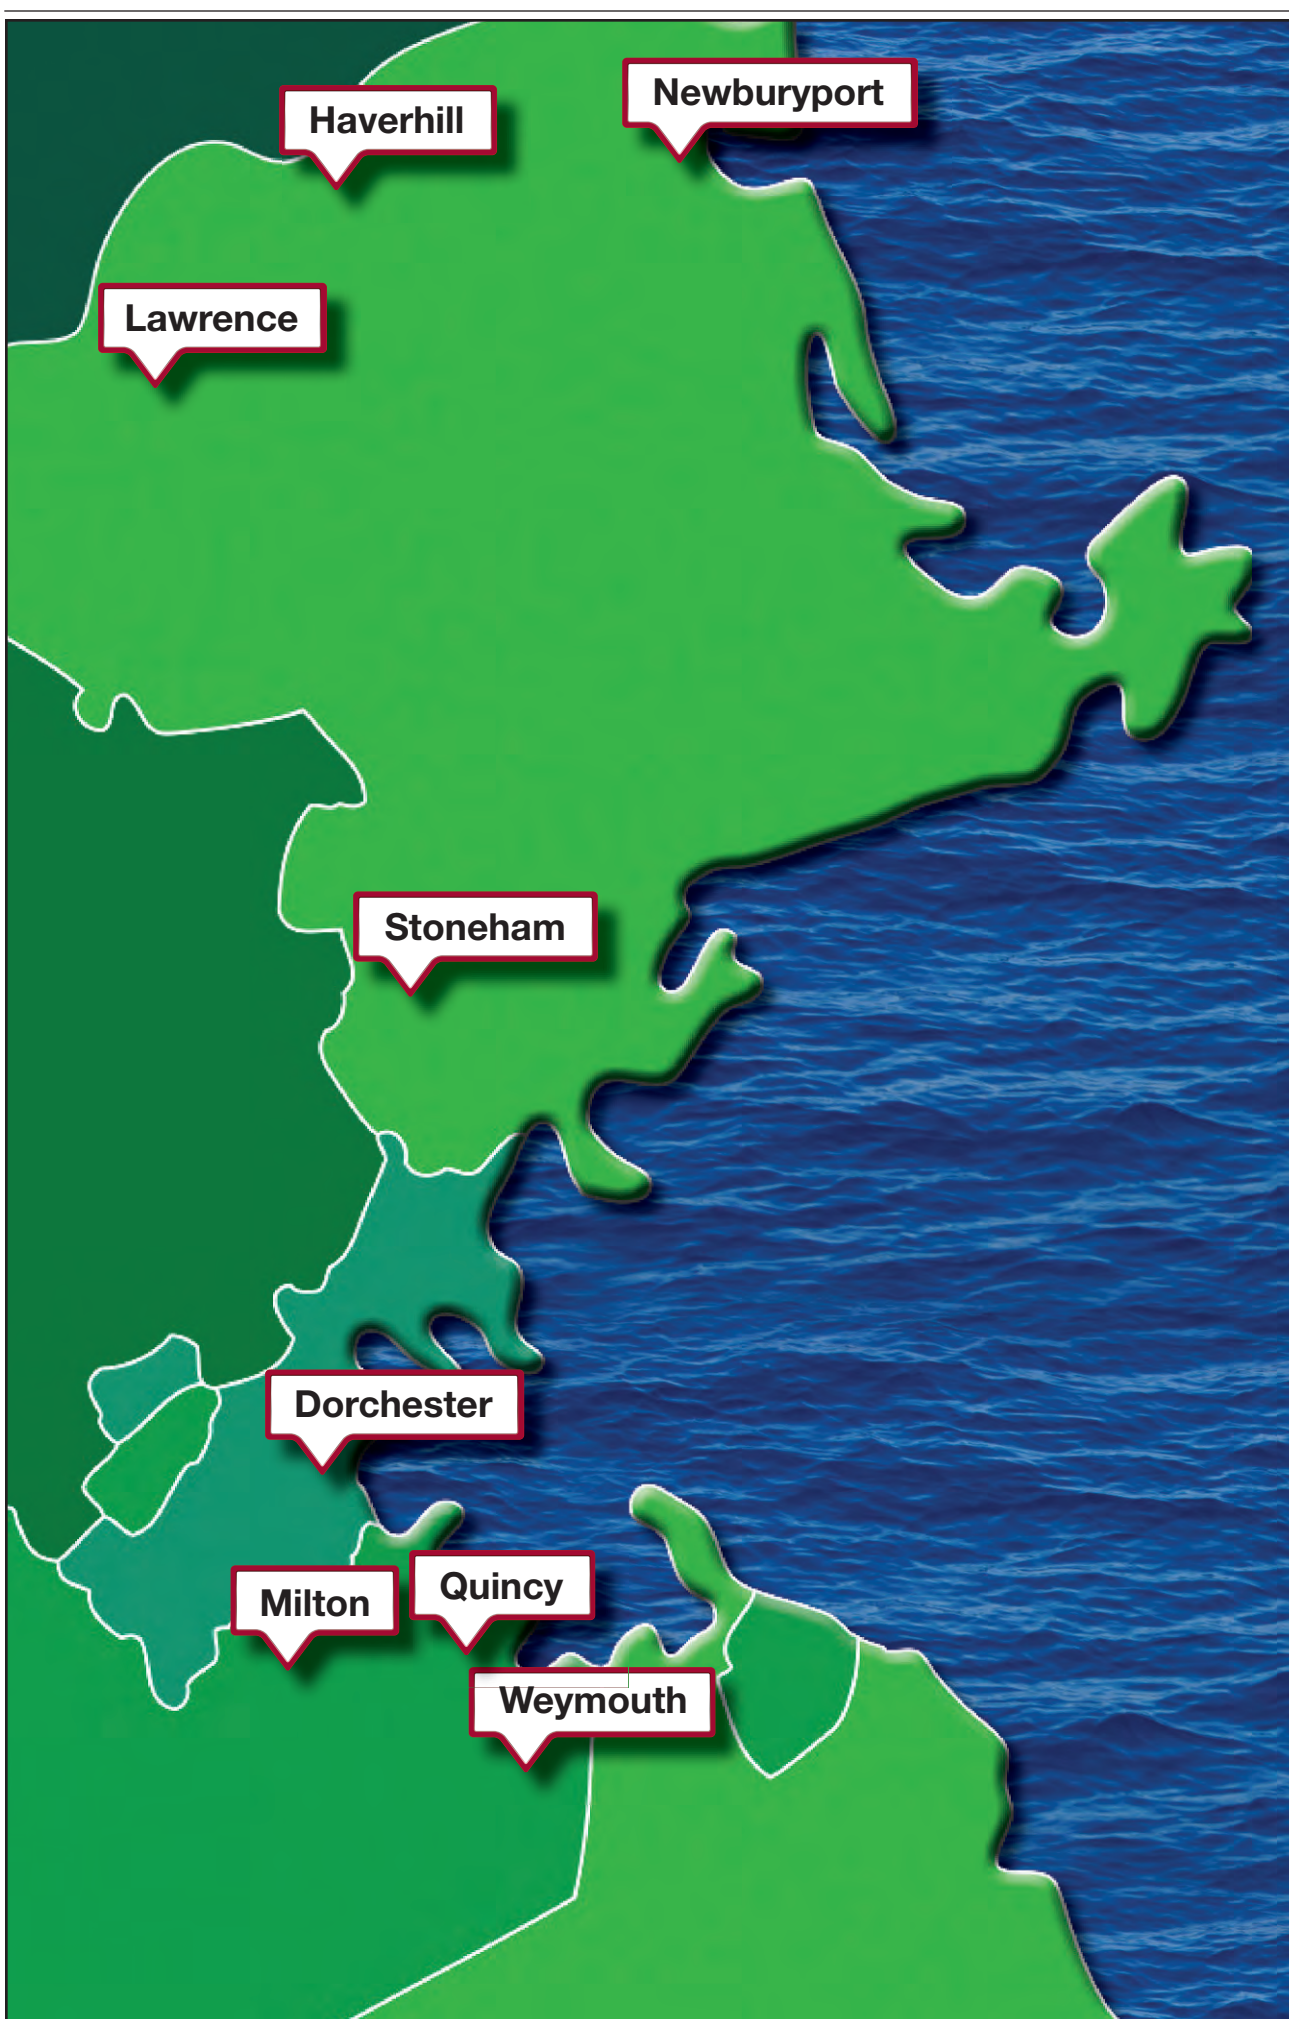 Newburyport
Haverhill
Lawrence
Stoneham
Dorchester
Quincy
Milton
Weymouth